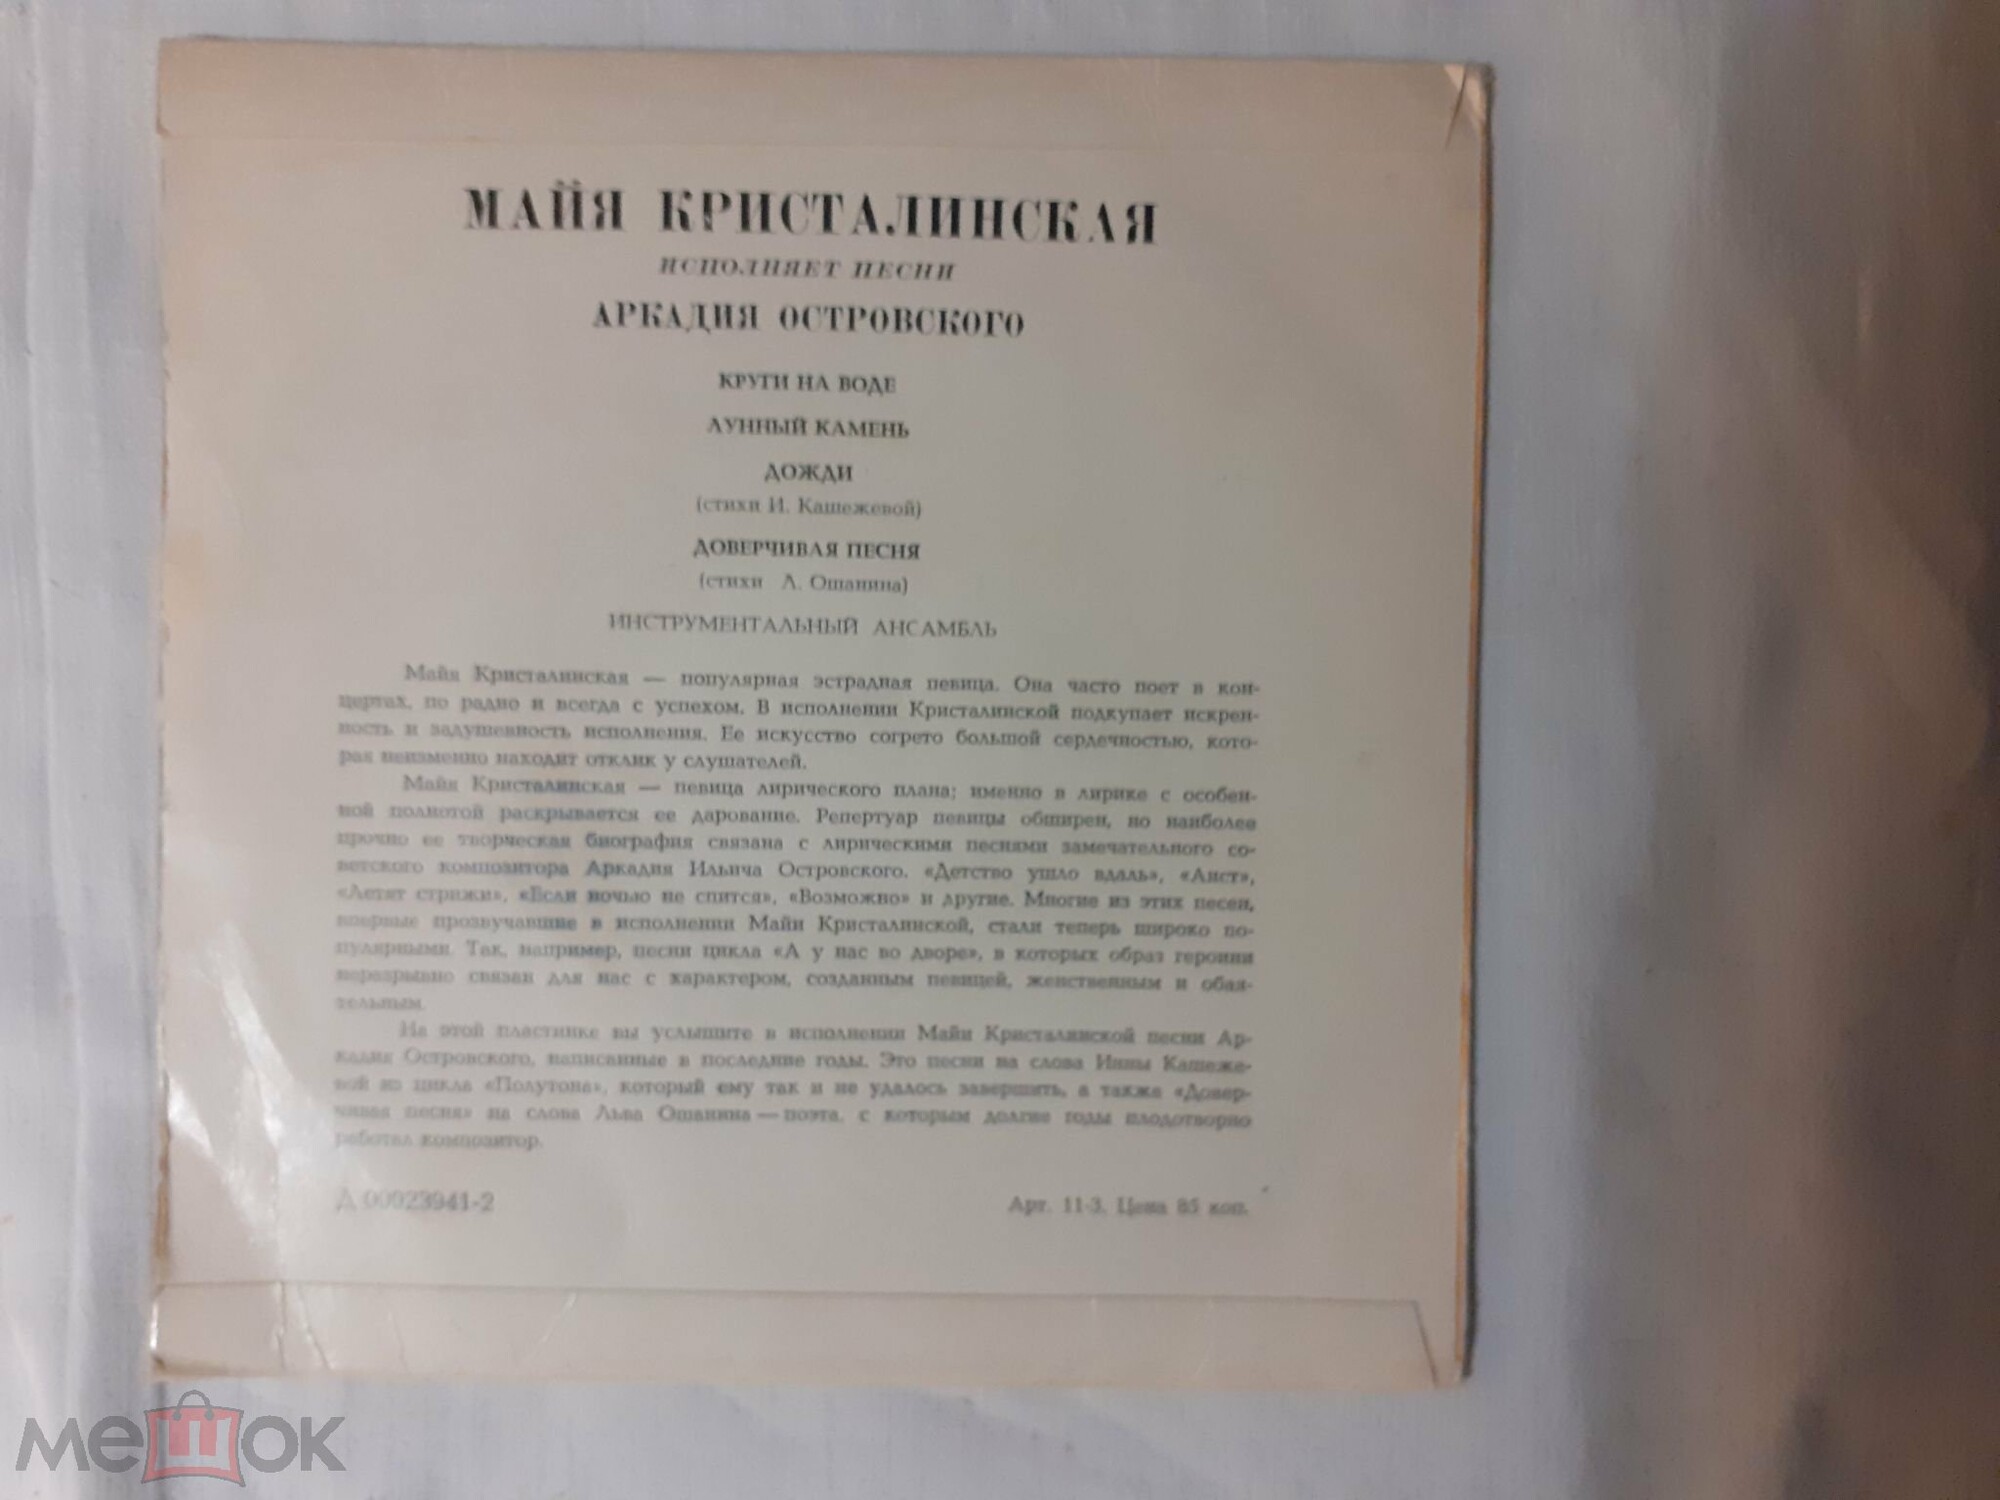 МАЙЯ КРИСТАЛИНСКАЯ
ИСПОЛНЯЕТ ПЕСНИ
АРКАДИЯ ОСТРОВСКОГО
КРУГИ НА ВОДЕ
ЛУННЫЙ КАМЕНЬ
ДОЖДИ
(стихи И. Кашежевой)
ДОВЕРЧИВАЯ ПЕСНЯ
(стихи Л. Ошанина)
ИНСТРУМЕНТАЛЬНЫЙ АНСАМБЛЬ
Майя Кристалинская — популярная эстрадная певица. Она часто поет в кон-
цертах, по радио и всегда с успехом. В исполнении Кристалинской подкупает искрен-
ность и задушевность исполнения. Ее искусство согрето большой сердечностью, кото-
рая неизменно находит отклик у слушателей.
Майя Кристалинская — певица лирического плана; именно в лирике с особен-
ной полнотой раскрывается ее дарование. Репертуар певицы обширен, но наиболее
прочно ее творческая биография связана с лирическими песнями замечательного со-
ветского композитора Аркадия Ильича Островского. «Детство ушло вдаль», «Аист»,
«Летят стрижи», «Если ночью не спится», «Возможно» и другие. Многие из этих песен,
впервые прозвучавшие в исполнении Майи Кристалинской, стали теперь широко по-
пулярными. Так, например, песни цикла «А у нас во дворе», в которых образ героини
неразрывно связан для нас с характером, созданным певицей, женственным и обая-
тельным.
На этой пластинке вы услышите в исполнении Майи Кристалинской песни Ар-
кадия Островского, написанные в последние годы. Это песни на слова Инны Кашеже-
вой из цикла «Полутона», который ему так и не удалось завершить, а также «Довер-
чивая песня» на слова Льва Ошанина — поэта, с которым долгие годы плодотворно
работал композитор.
Д 00023941-2
Арт. 11-3. Цена 85 коп.
мешок